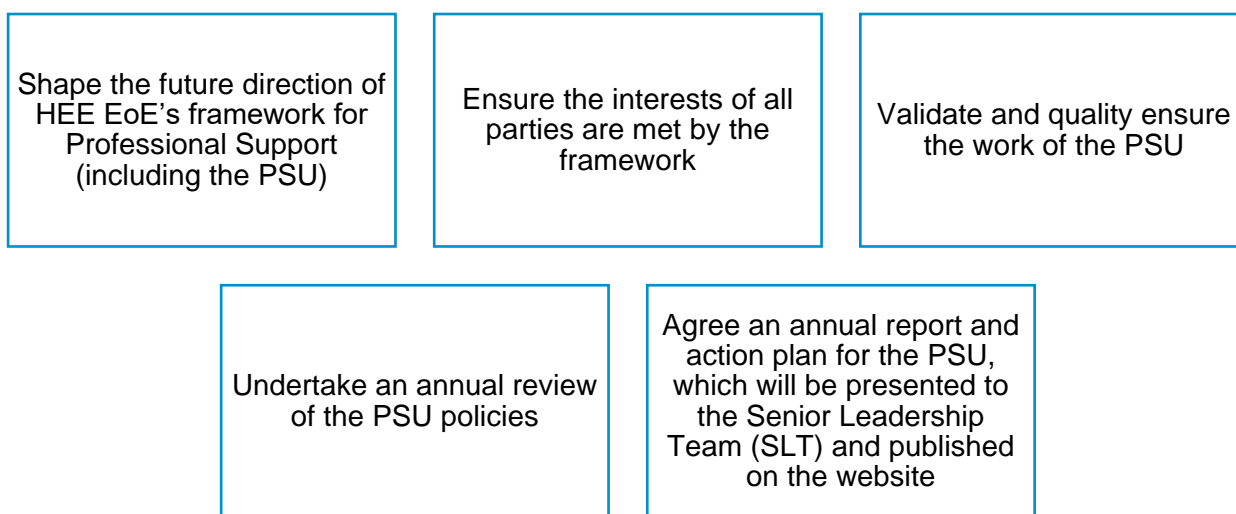 Shape the future direction of
HEE EoE's framework for
Professional Support
(including the PSU)
Ensure the interests of all
parties are met by the
framework
Validate and quality ensure
the work of the PSU
Undertake an annual review
of the PSU policies
Agree an annual report and
action plan for the PSU,
which will be presented to
the Senior Leadership
Team (SLT) and published
on the website